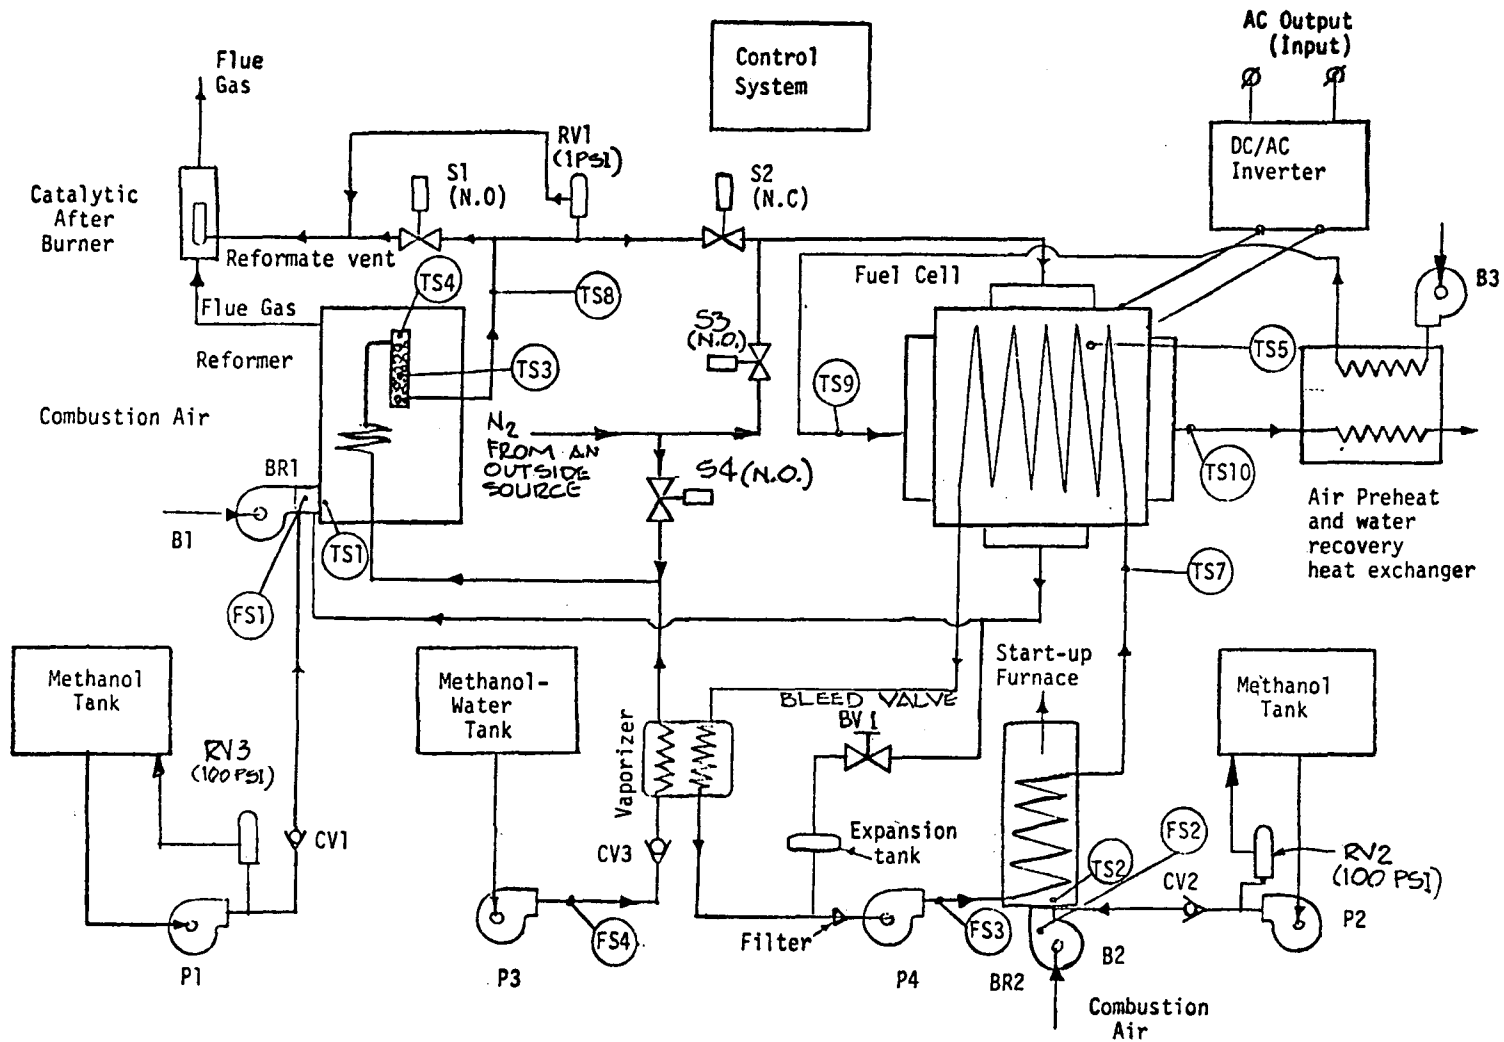 AC Output
(Input)
Flue
Gas
Control
System
RV1
(1PSI)
S1
(N.O)
S2
(N.C)
DC/AC
Inverter
Catalytic
After
Burner
Reformate vent
TS4
Fuel Cell
B3
Flue Gas
TS8
S3
(N.O.)
Reformer
TS3
TS9
TS5
Combustion Air
N2
FROM AN
OUTSIDE
SOURCE
S4 (N.O.)
TS10
BR1
B1
TS1
Air Preheat
and water
recovery
heat exchanger
TS7
FS1
Methanol
Tank
Methanol-
Water
Tank
Start-up
Furnace
Methanol
Tank
BLEED VALVE
BV1
RV3
(100 PSI)
Vaporizer
CV1
CV3
Expansion
tank
FS2
TS2
CV2
RV2
(100 PSI)
FS4
Filter
FS3
P2
P1
P3
P4
BR2
B2
Combustion
Air